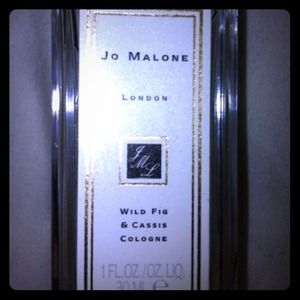 Jo Malone
London
JML
Wild Fig
& Cassis
Cologne
1 FL.OZ./OZ. LIQ.
30 ML e